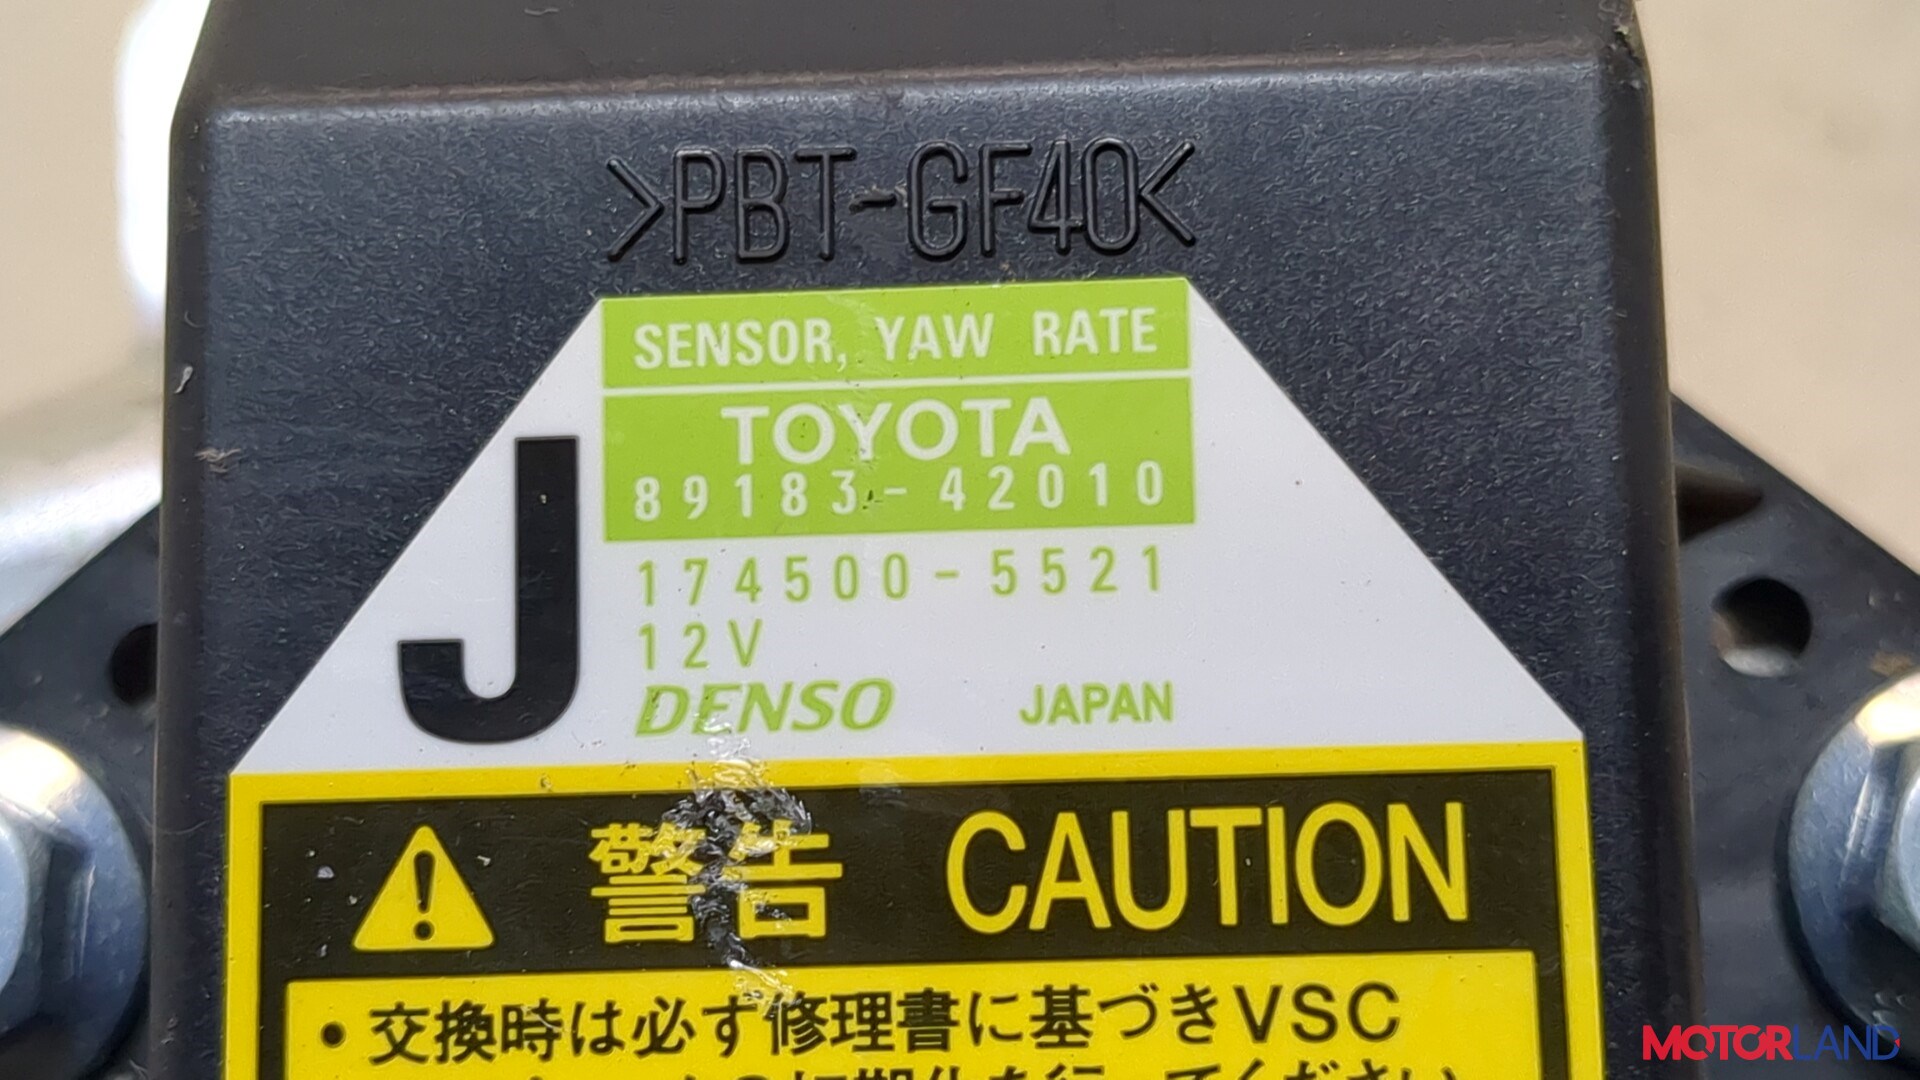 >PBT-GF40<
SENSOR, YAW RATE
TOYOTA
89183-42010
J
174500-5521
12V
DENSO JAPAN
警告 CAUTION
•交換時は必ず修理書に基づきVSC
MOTORLAND